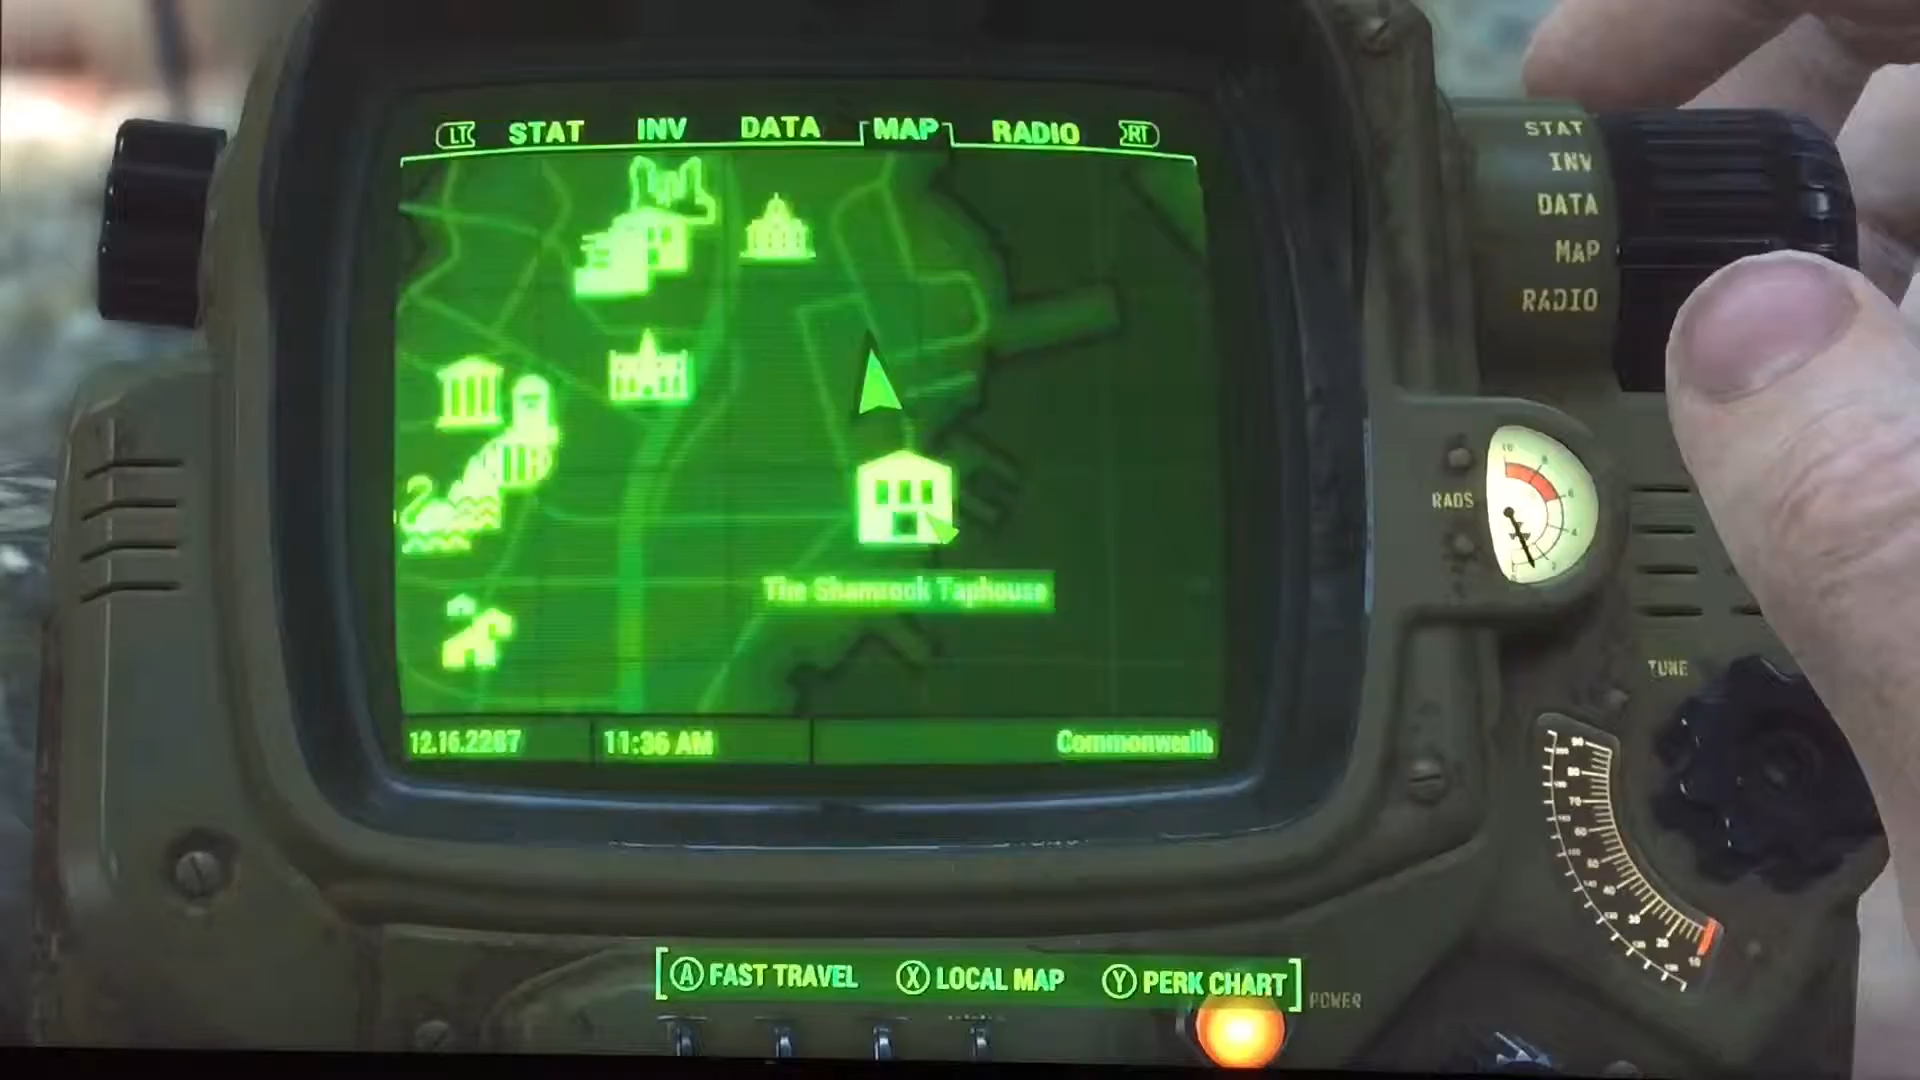 LT STAT INV DATA MAP RADIO RT
The Shamrock Taphouse
12.16.2287 11:36 AM Commonwealth
STAT
INV
DATA
MAP
RADIO
RADS
TUNE
A FAST TRAVEL X LOCAL MAP Y PERK CHART
POWER